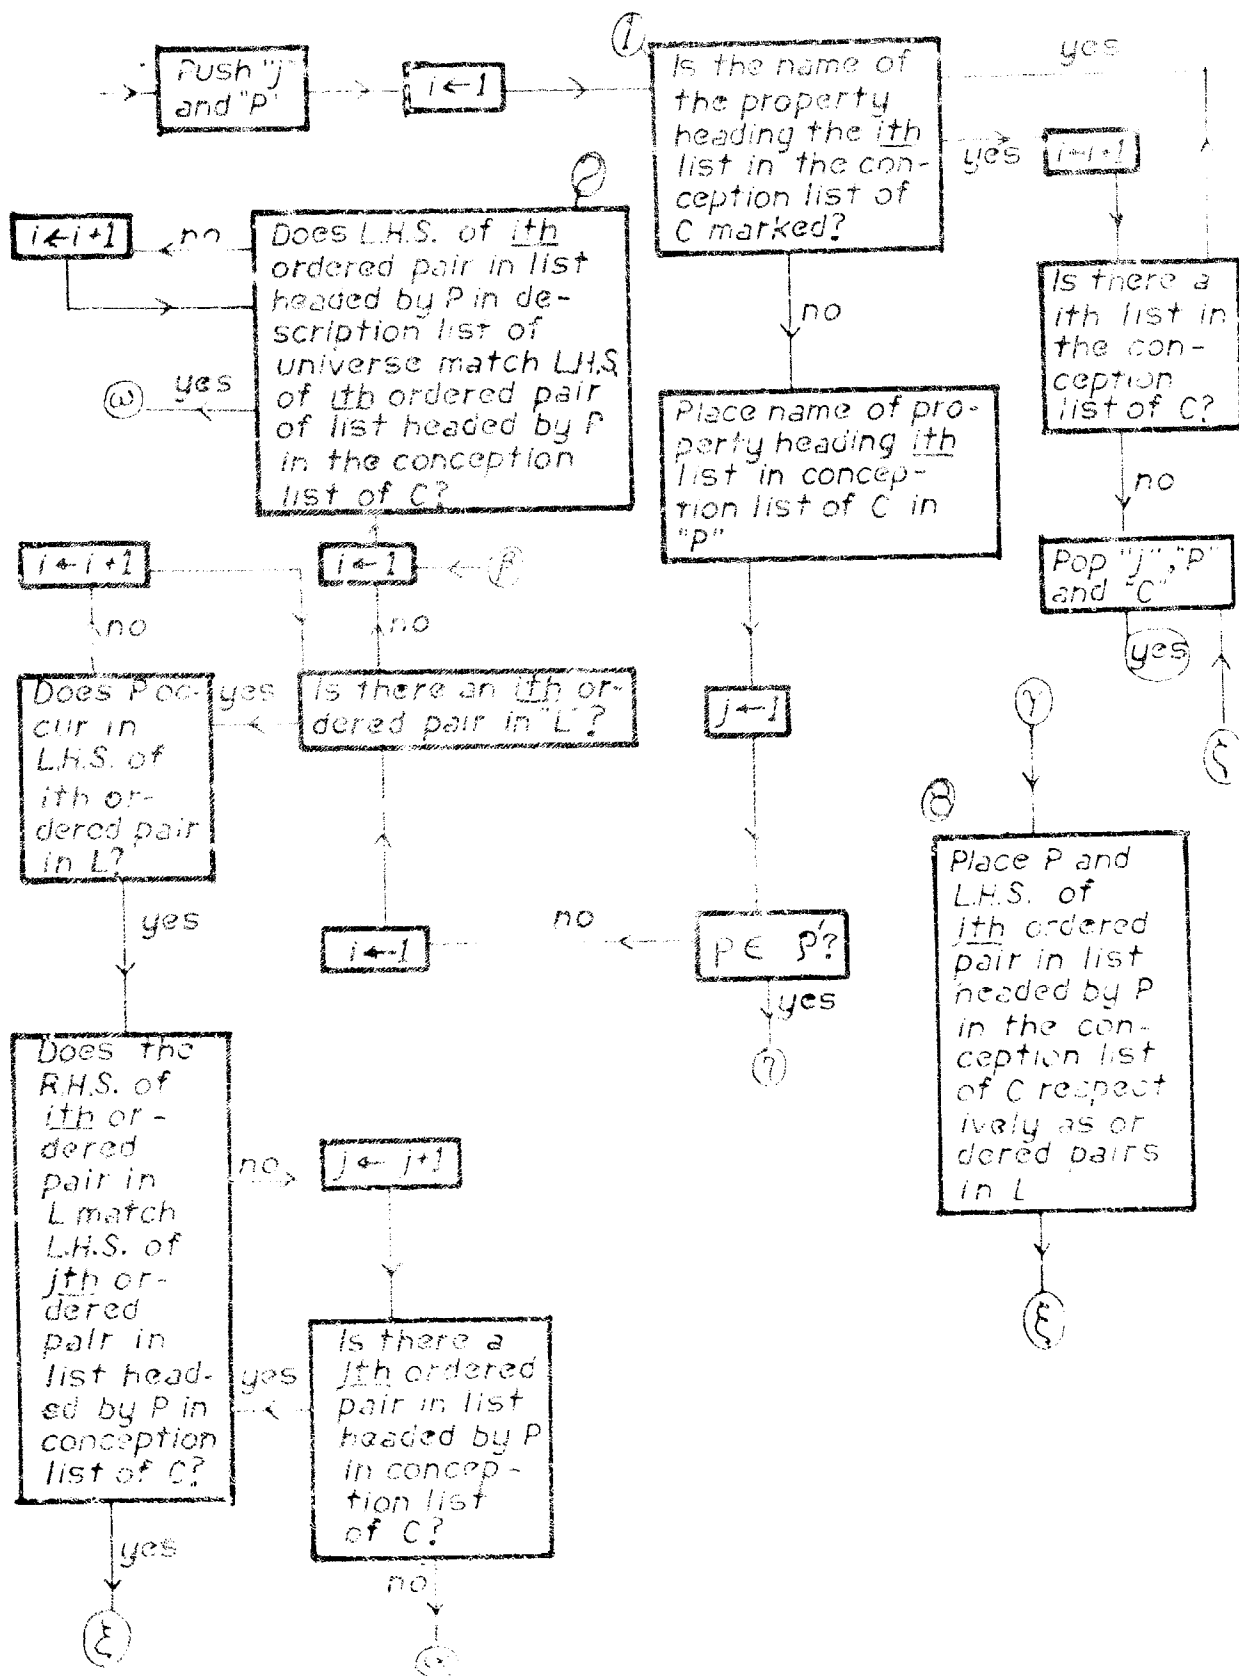 Push "j"
and "P"
i ← 1
1
Is the name of
the property
heading the ith
list in the con-
ception list of
C marked?
yes
yes
i←i+1
no
Is there a
ith list in
the con-
ception
list of C?
no
Pop "j","P"
and "C"
yes
ζ
2
Does L.H.S. of ith
ordered pair in list
headed by P in de-
scription list of
universe match L.H.S.
of ith ordered pair
of list headed by P
in the conception
list of C?
no
i ← i +1
yes
ω
Place name of pro-
perty heading ith
list in concep-
tion list of C in
"P"
i ← i +1
i ← 1
β
no
no
Does P oc-
cur in
L.H.S. of
ith or-
dered pair
in L?
yes
Is there an ith or-
dered pair in "L"?
j ← 1
γ
8
Place P and
L.H.S. of
jth ordered
pair in list
headed by P
in the con-
ception list
of C respect
ively as or
dered pairs
in L
ξ
yes
i ← 1
no
P ∈ P'?
yes
Does the
R.H.S. of
ith or-
dered
pair in
L match
L.H.S. of
jth or-
dered
pair in
list head-
ed by P in
conception
list of C?
no
j ← j+1
yes
Is there a
jth ordered
pair in list
headed by P
in concep-
tion list
of C?
yes
ξ
no